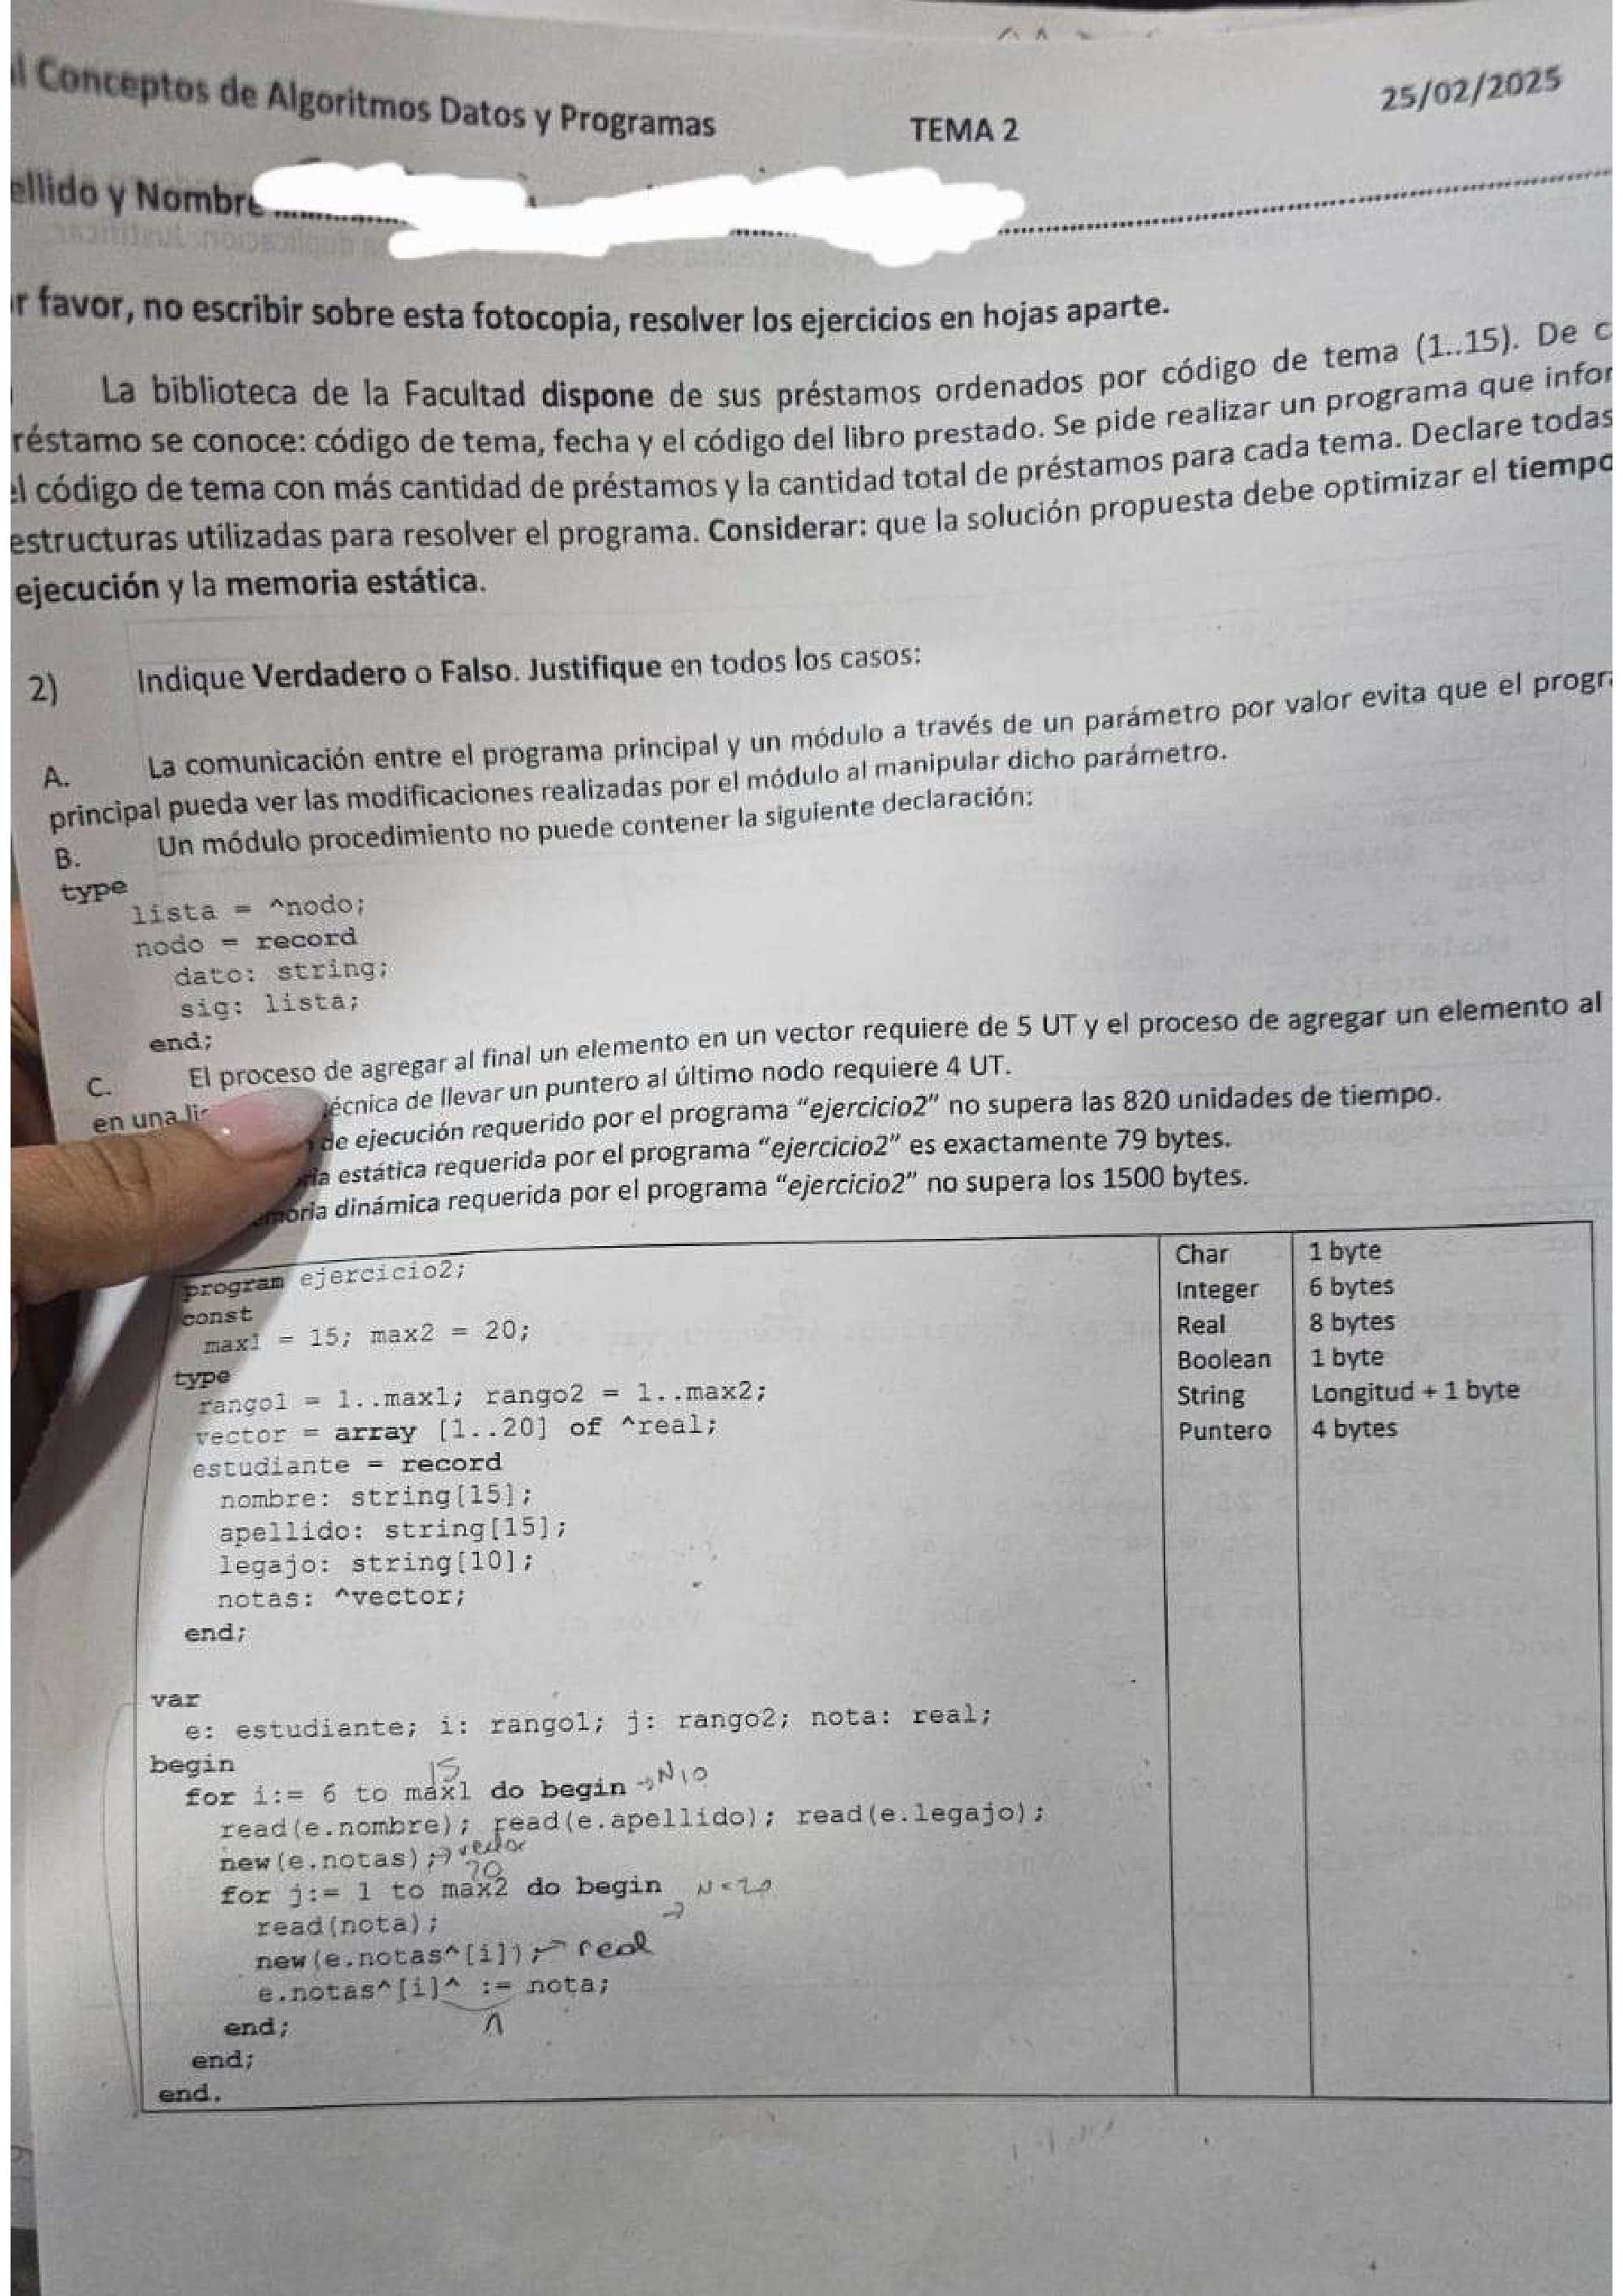 l Conceptos de Algoritmos Datos y Programas TEMA 2 25/02/2025
ellido y Nombre
r favor, no escribir sobre esta fotocopia, resolver los ejercicios en hojas aparte.
La biblioteca de la Facultad dispone de sus préstamos ordenados por código de tema (1..15). De c
réstamo se conoce: código de tema, fecha y el código del libro prestado. Se pide realizar un programa que infor
el código de tema con más cantidad de préstamos y la cantidad total de préstamos para cada tema. Declare todas
estructuras utilizadas para resolver el programa. Considerar: que la solución propuesta debe optimizar el tiempo
ejecución y la memoria estática.
2) Indique Verdadero o Falso. Justifique en todos los casos:
A. La comunicación entre el programa principal y un módulo a través de un parámetro por valor evita que el progra
principal pueda ver las modificaciones realizadas por el módulo al manipular dicho parámetro.
B. Un módulo procedimiento no puede contener la siguiente declaración:
type
lista = ^nodo;
nodo = record
dato: string;
sig: lista;
end;
C. El proceso de agregar al final un elemento en un vector requiere de 5 UT y el proceso de agregar un elemento al
en una lis écnica de llevar un puntero al último nodo requiere 4 UT.
de ejecución requerido por el programa “ejercicio2” no supera las 820 unidades de tiempo.
ria estática requerida por el programa “ejercicio2” es exactamente 79 bytes.
moria dinámica requerida por el programa “ejercicio2” no supera los 1500 bytes.
program ejercicio2;
const
max1 = 15; max2 = 20;
type
rango1 = 1..max1; rango2 = 1..max2;
vector = array [1..20] of ^real;
estudiante = record
nombre: string[15];
apellido: string[15];
legajo: string[10];
notas: ^vector;
end;
var
e: estudiante; i: rango1; j: rango2; nota: real;
begin
15
for i:= 6 to max1 do begin → N10
read(e.nombre); read(e.apellido); read(e.legajo);
new(e.notas); → vector
20
for j:= 1 to max2 do begin N=20
read(nota);
new(e.notas^[i]); → real
e.notas^[i]^ := nota;
end;
end;
end.
Char 1 byte
Integer 6 bytes
Real 8 bytes
Boolean 1 byte
String Longitud + 1 byte
Puntero 4 bytes